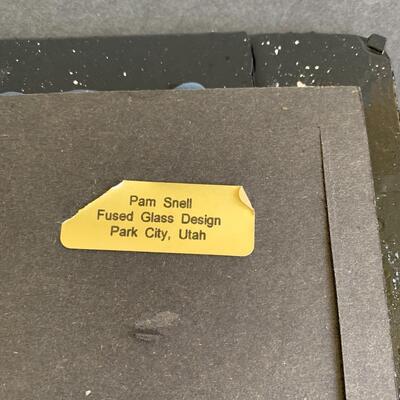 Pam Snell
Fused Glass Design
Park City, Utah